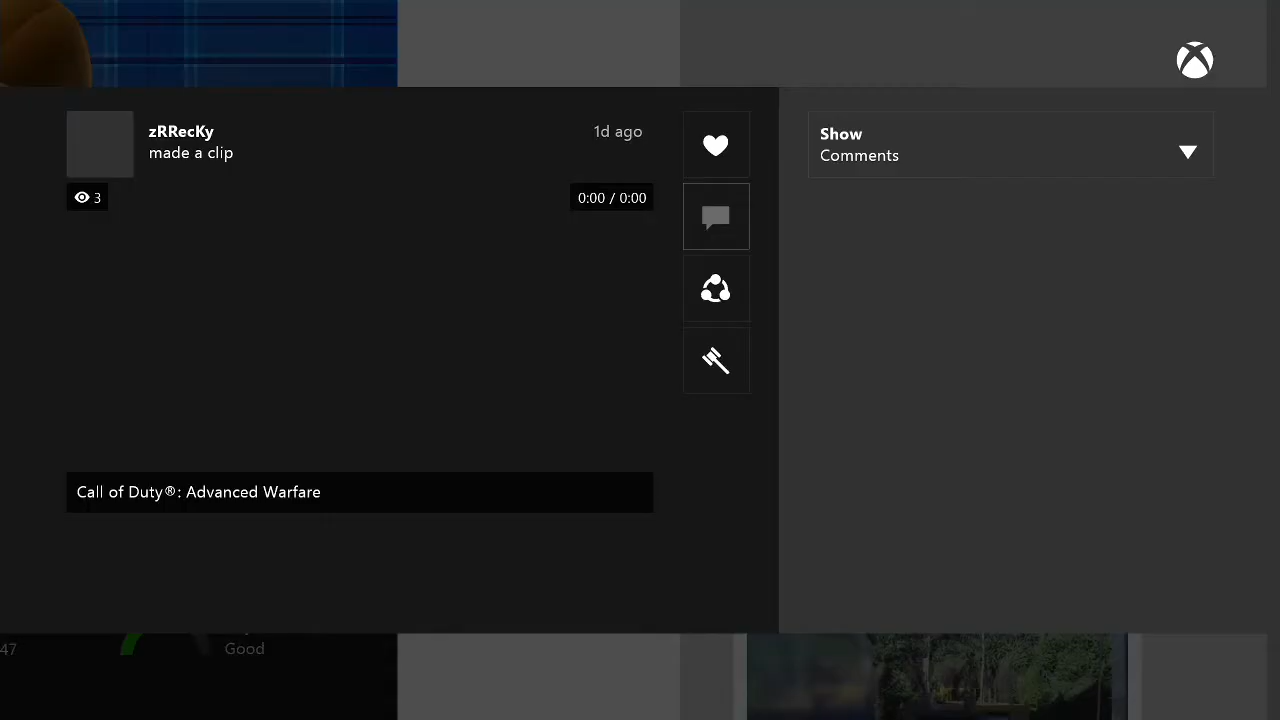 zRRecKy
made a clip
1d ago
3
0:00 / 0:00
Call of Duty®: Advanced Warfare
Show
Comments
47
Good